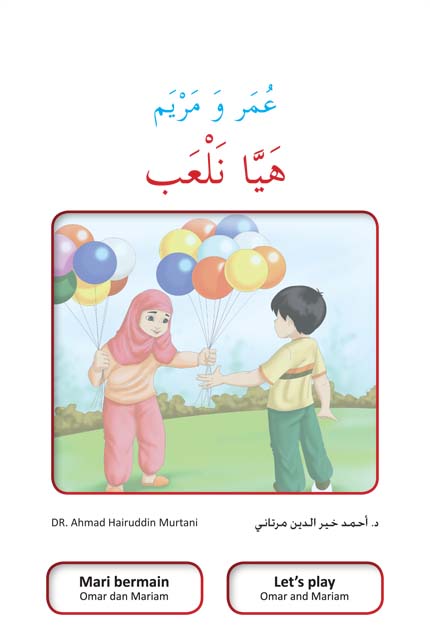 عُمَر وَ مَرْيَم
هَيَّا نَلْعَب
DR. Ahmad Hairuddin Murtani
د. أحمد خير الدين مرتاني
Mari bermain
Omar dan Mariam
Let's play
Omar and Mariam